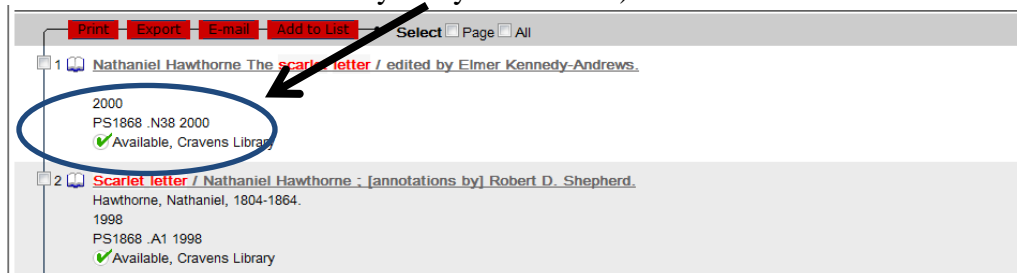 Print Export E-mail Add to List Select Page All
1 Nathaniel Hawthorne The scarlet letter / edited by Elmer Kennedy-Andrews.
2000
PS1868 .N38 2000
Available, Cravens Library
2 Scarlet letter / Nathaniel Hawthorne ; [annotations by] Robert D. Shepherd.
Hawthorne, Nathaniel, 1804-1864.
1998
PS1868 .A1 1998
Available, Cravens Library